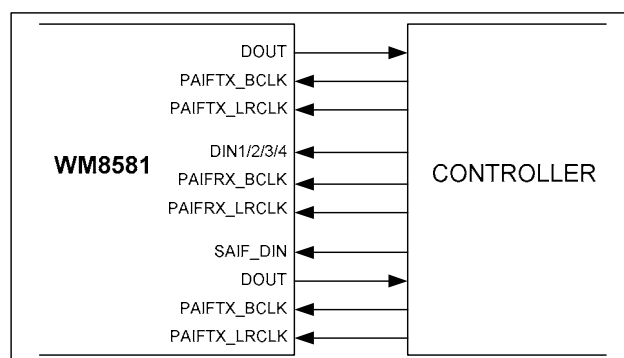 DOUT
PAIFTX_BCLK
PAIFTX_LRCLK
DIN1/2/3/4
WM8581
PAIFRX_BCLK
CONTROLLER
PAIFRX_LRCLK
SAIF_DIN
DOUT
PAIFTX_BCLK
PAIFTX_LRCLK